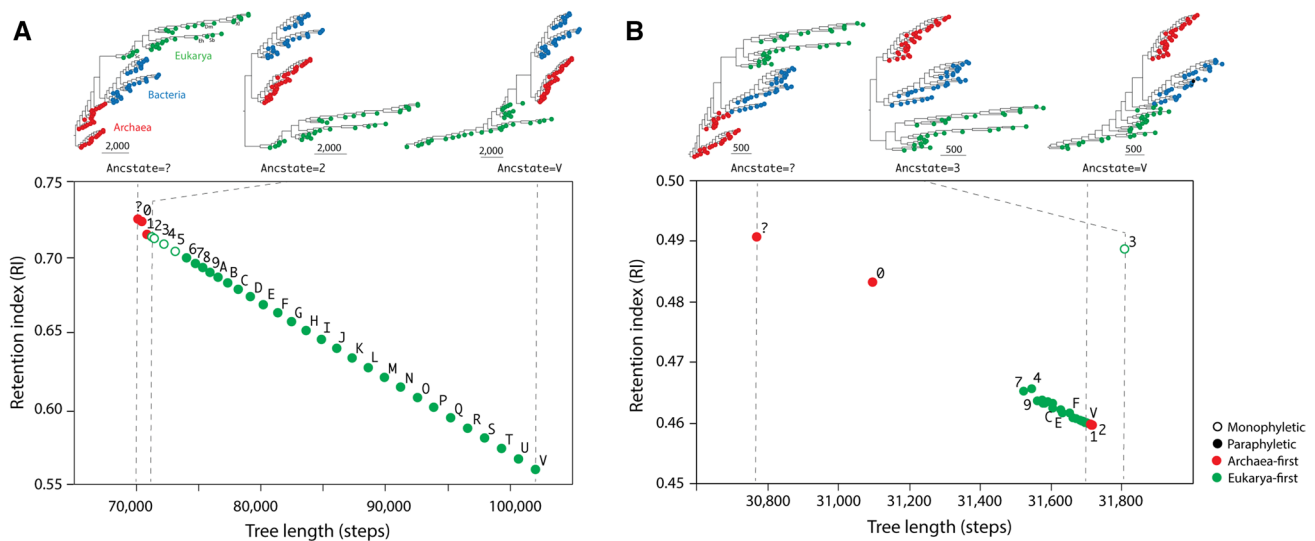 A
Eukarya
Bacteria
Archaea
2,000
2,000
2,000
Ancstate=?
Ancstate=2
Ancstate=V
0.75
0.70
0.65
0.60
0.55
Retention index (RI)
? 0
1 2 3 4 5
6 7 8 9 A B C D E F G H I J K L M N O P Q R S T U V
70,000
80,000
90,000
100,000
Tree length (steps)
B
500
500
500
Ancstate=?
Ancstate=3
Ancstate=V
0.50
0.49
0.48
0.47
0.46
0.45
Retention index (RI)
?
3
0
7 4
9 C E F V
1 2
30,800
31,000
31,200
31,400
31,600
31,800
Tree length (steps)
Monophyletic
Paraphyletic
Archaea-first
Eukarya-first